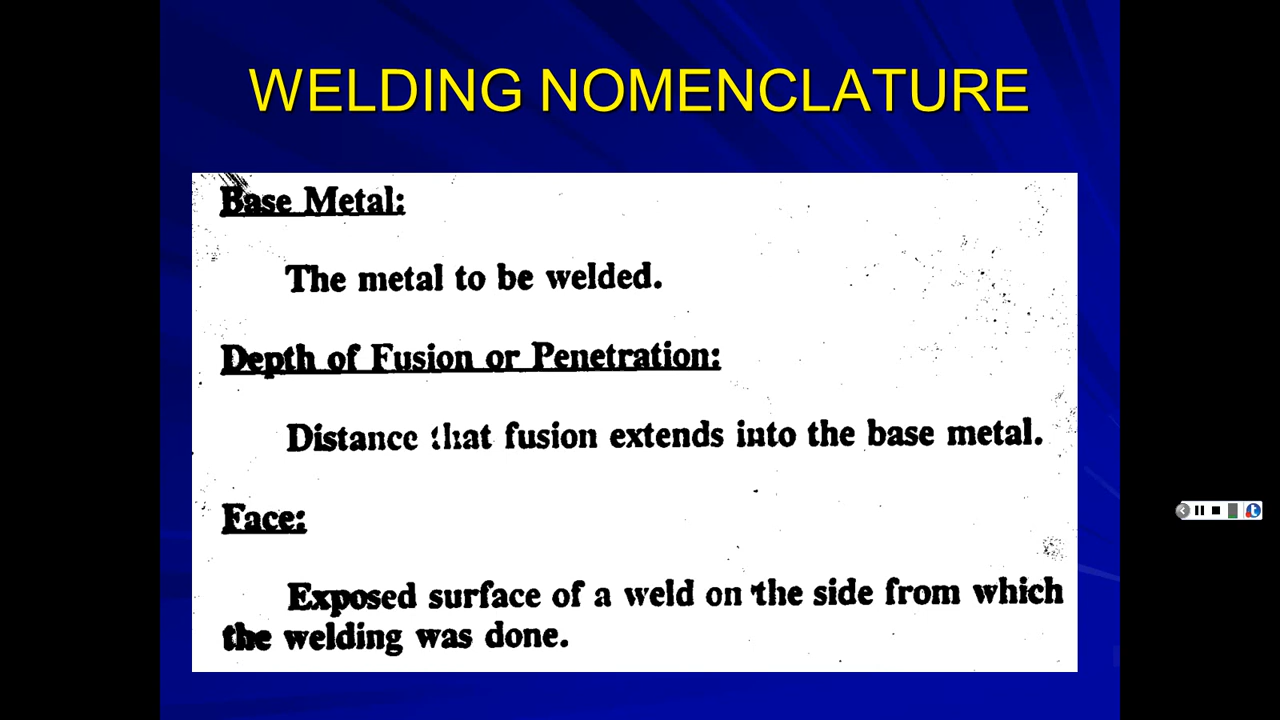 WELDING NOMENCLATURE
Base Metal:
The metal to be welded.
Depth of Fusion or Penetration:
Distance that fusion extends into the base metal.
Face:
Exposed surface of a weld on the side from which
the welding was done.